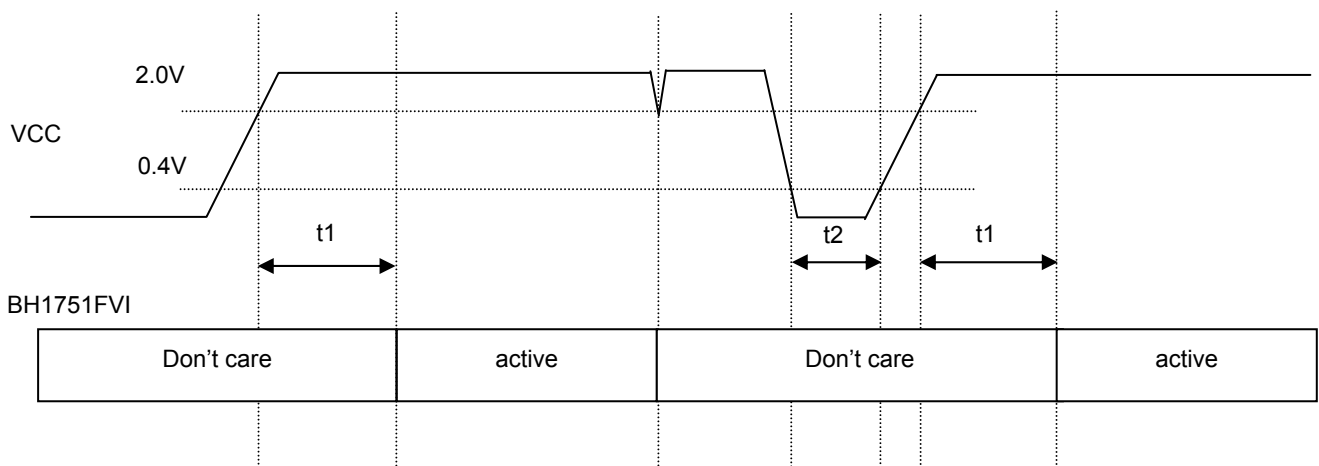 2.0V
VCC
0.4V
t1
t2
t1
BH1751FVI
Don’t care
active
Don’t care
active